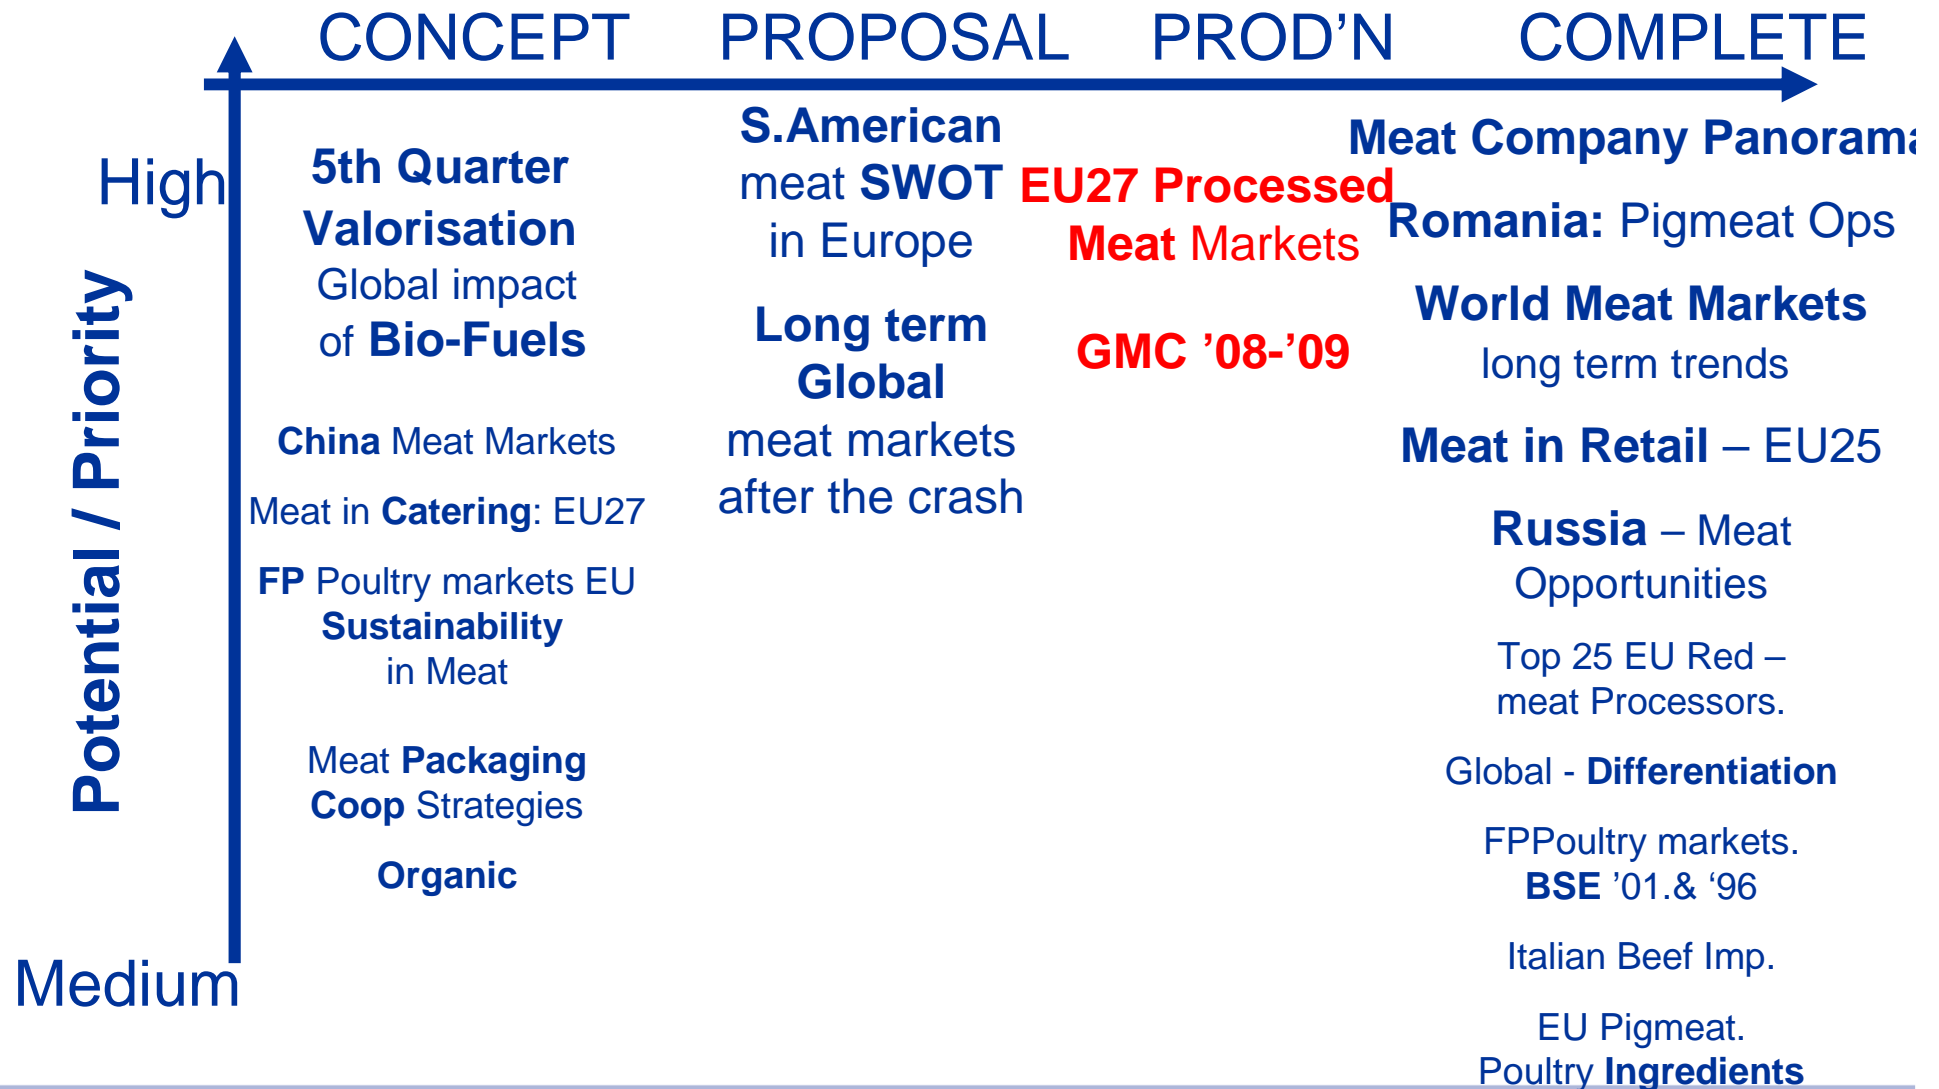 CONCEPT PROPOSAL PROD'N COMPLETE
High
Potential / Priority
Medium
5th Quarter
Valorisation
Global impact
of Bio-Fuels
China Meat Markets
Meat in Catering: EU27
FP Poultry markets EU
Sustainability
in Meat
Meat Packaging
Coop Strategies
Organic
S.American
meat SWOT
in Europe
Long term
Global
meat markets
after the crash
EU27 Processed
Meat Markets
GMC ’08-’09
Meat Company Panorama
Romania: Pigmeat Ops
World Meat Markets
long term trends
Meat in Retail – EU25
Russia – Meat
Opportunities
Top 25 EU Red –
meat Processors.
Global - Differentiation
FPPoultry markets.
BSE ’01.& ‘96
Italian Beef Imp.
EU Pigmeat.
Poultry Ingredients